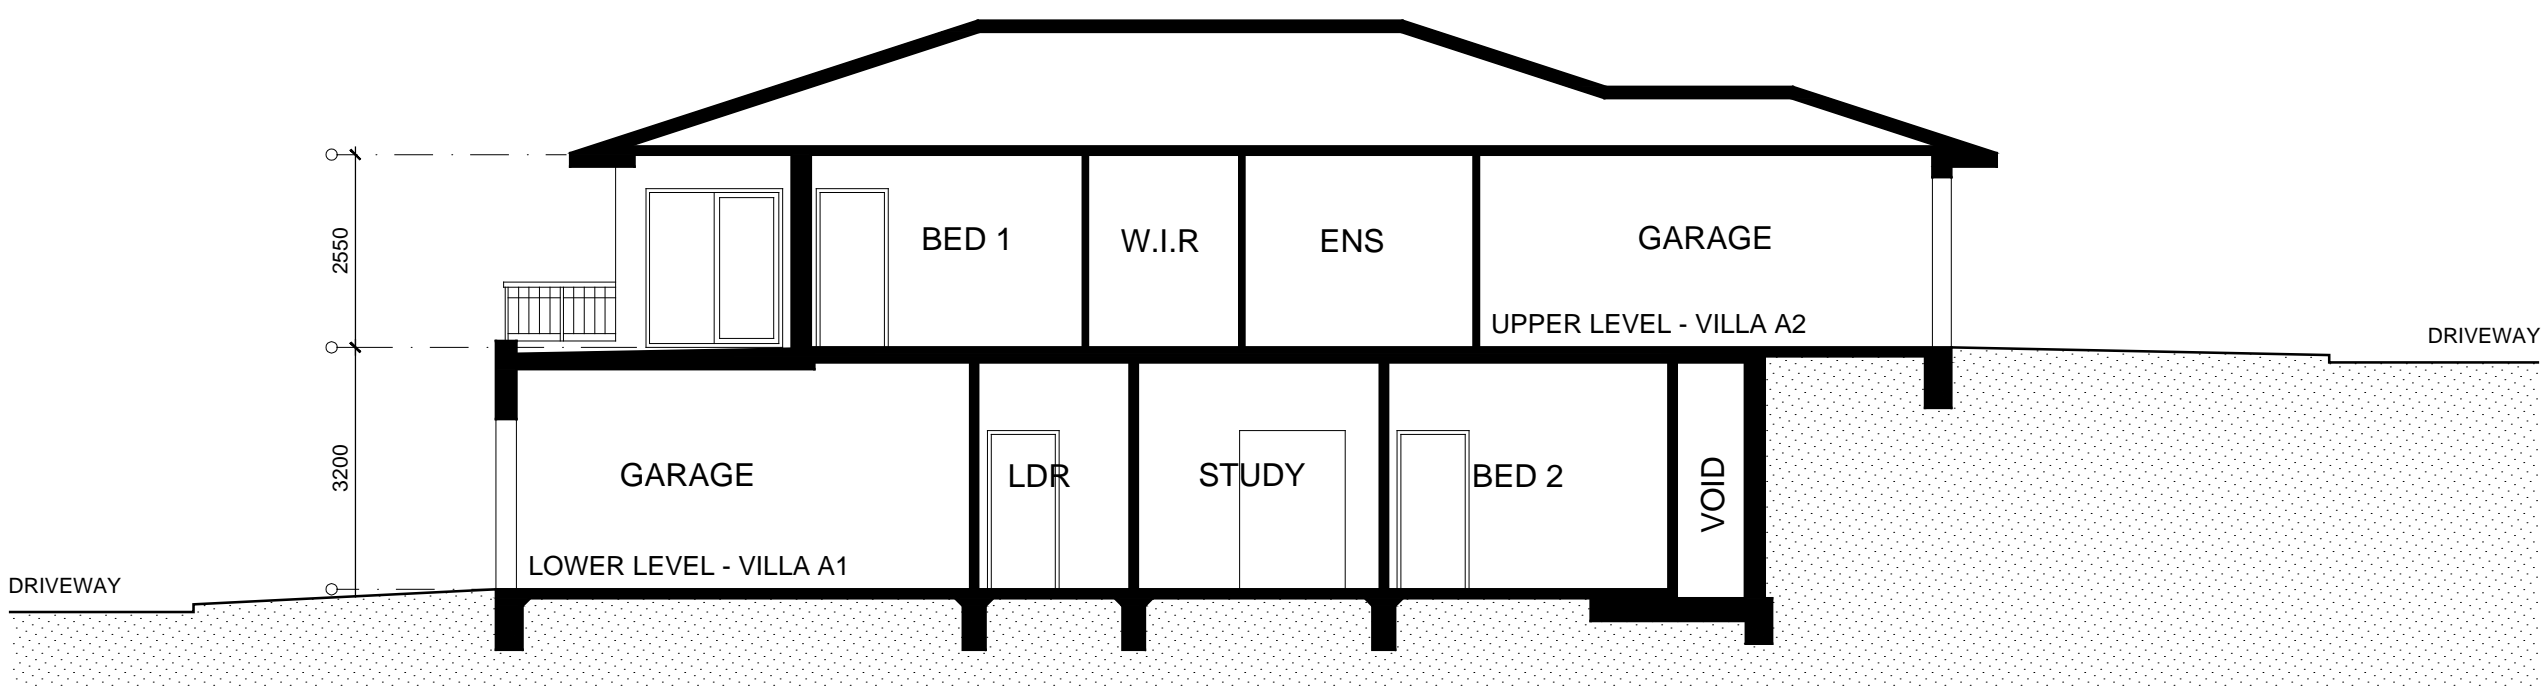 2550
BED 1
W.I.R
ENS
GARAGE
UPPER LEVEL - VILLA A2
DRIVEWAY
3200
GARAGE
LDR
STUDY
BED 2
VOID
LOWER LEVEL - VILLA A1
DRIVEWAY